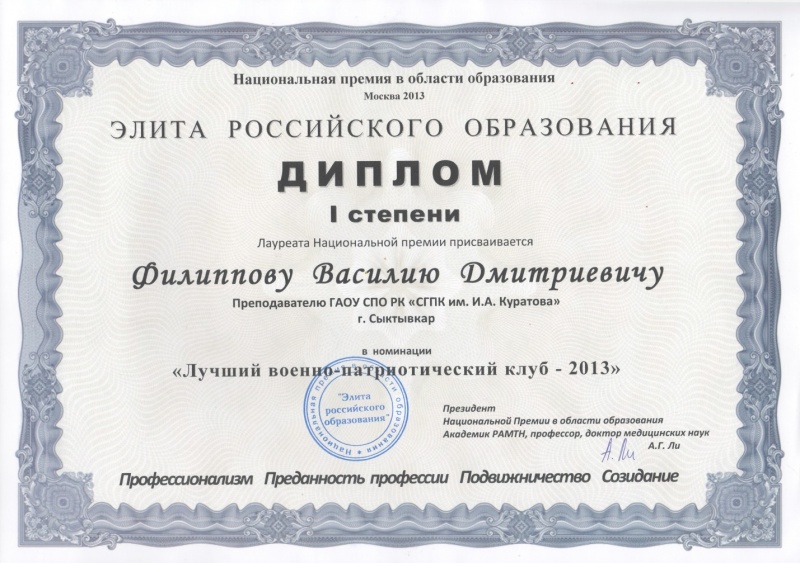 Национальная премия в области образования
Москва 2013
ЭЛИТА РОССИЙСКОГО ОБРАЗОВАНИЯ
ДИПЛОМ
I степени
Лауреата Национальной премии присваивается
Филиппову Василию Дмитриевичу
Преподавателю ГАОУ СПО РК «СГПК им. И.А. Куратова»
г. Сыктывкар
в номинации
«Лучший военно-патриотический клуб - 2013»
Национальная премия в области образования
"Элита
российского
образования"
Президент
Национальной Премии в области образования
Академик РАМТН, профессор, доктор медицинских наук
А.Г. Ли
А. Ли
Профессионализм Преданность профессии Подвижничество Созидание